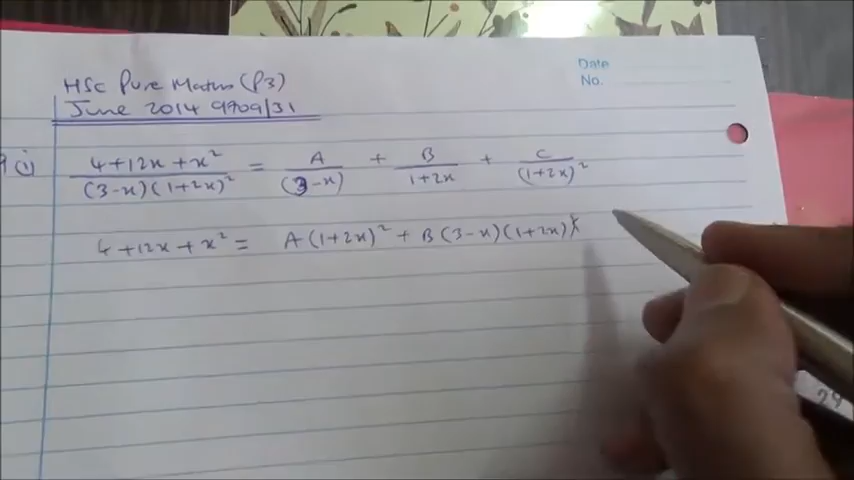 Date
No.
HSC Pure Maths (P3)
June 2014 9709/31
9 (i) (4+12x+x²)/((3-x)(1+2x)²) = A/(3-x) + B/(1+2x) + C/(1+2x)²
4+12x+x² = A(1+2x)² + B(3-x)(1+2x)